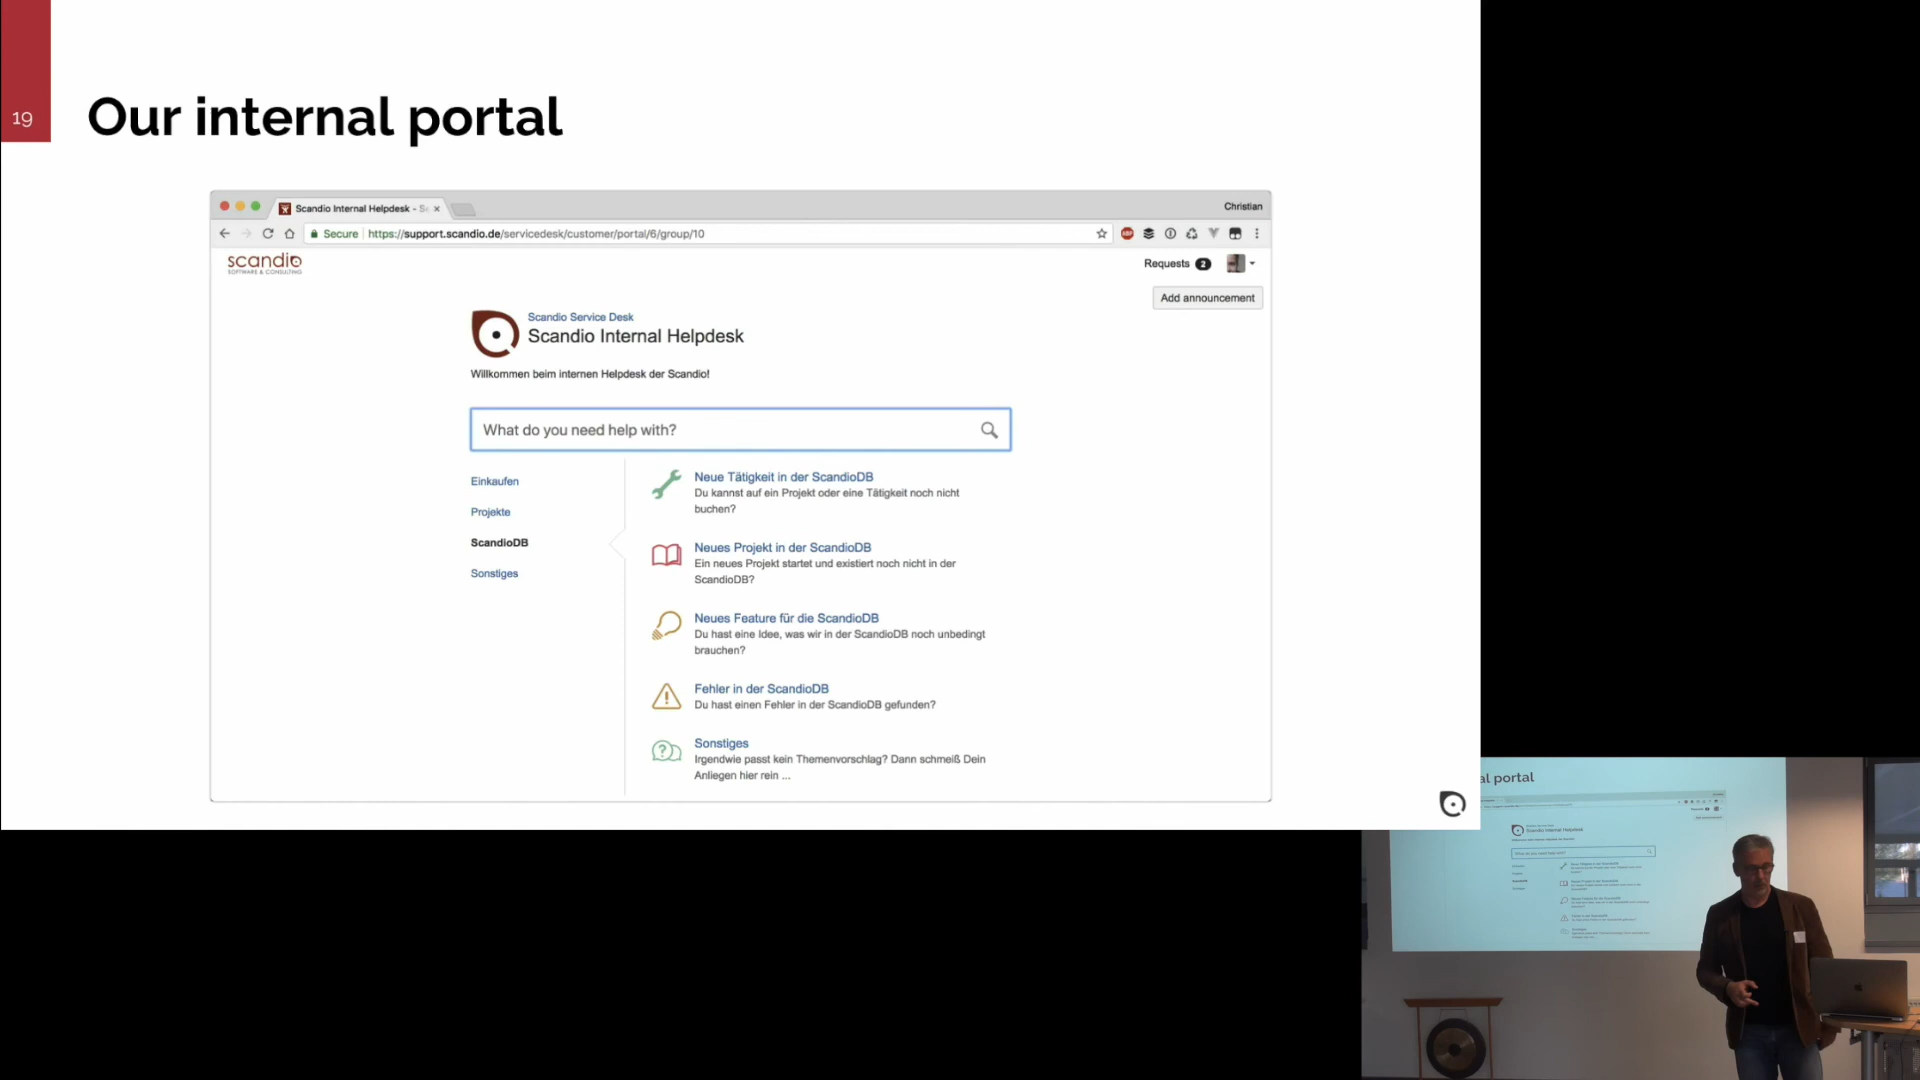 19
Our internal portal
Scandio Internal Helpdesk - Se
Christian
Secure https://support.scandio.de/servicedesk/customer/portal/6/group/10
scandio
SOFTWARE & CONSULTING
Requests 2
Add announcement
Scandio Service Desk
Scandio Internal Helpdesk
Willkommen beim internen Helpdesk der Scandio!
What do you need help with?
Einkaufen
Projekte
ScandioDB
Sonstiges
Neue Tätigkeit in der ScandioDB
Du kannst auf ein Projekt oder eine Tätigkeit noch nicht
buchen?
Neues Projekt in der ScandioDB
Ein neues Projekt startet und existiert noch nicht in der
ScandioDB?
Neues Feature für die ScandioDB
Du hast eine Idee, was wir in der ScandioDB noch unbedingt
brauchen?
Fehler in der ScandioDB
Du hast einen Fehler in der ScandioDB gefunden?
Sonstiges
Irgendwie passt kein Themenvorschlag? Dann schmeiß Dein
Anliegen hier rein ...
al portal
Scandio Internal Helpdesk